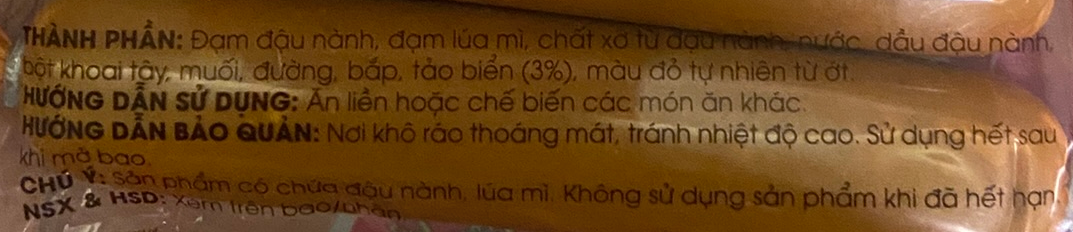 THÀNH PHẦN: Đạm đậu nành, đạm lúa mì, chất xơ từ đậu nành, nước, dầu đậu nành,
bột khoai tây, muối, đường, bắp, tảo biển (3%), màu đỏ tự nhiên từ ớt.
HƯỚNG DẪN SỬ DỤNG: Ăn liền hoặc chế biến các món ăn khác.
HƯỚNG DẪN BẢO QUẢN: Nơi khô ráo thoáng mát, tránh nhiệt độ cao. Sử dụng hết sau
khi mở bao.
CHÚ Ý: Sản phẩm có chứa đậu nành, lúa mì. Không sử dụng sản phẩm khi đã hết hạn.
NSX & HSD: Xem trên bao/phần